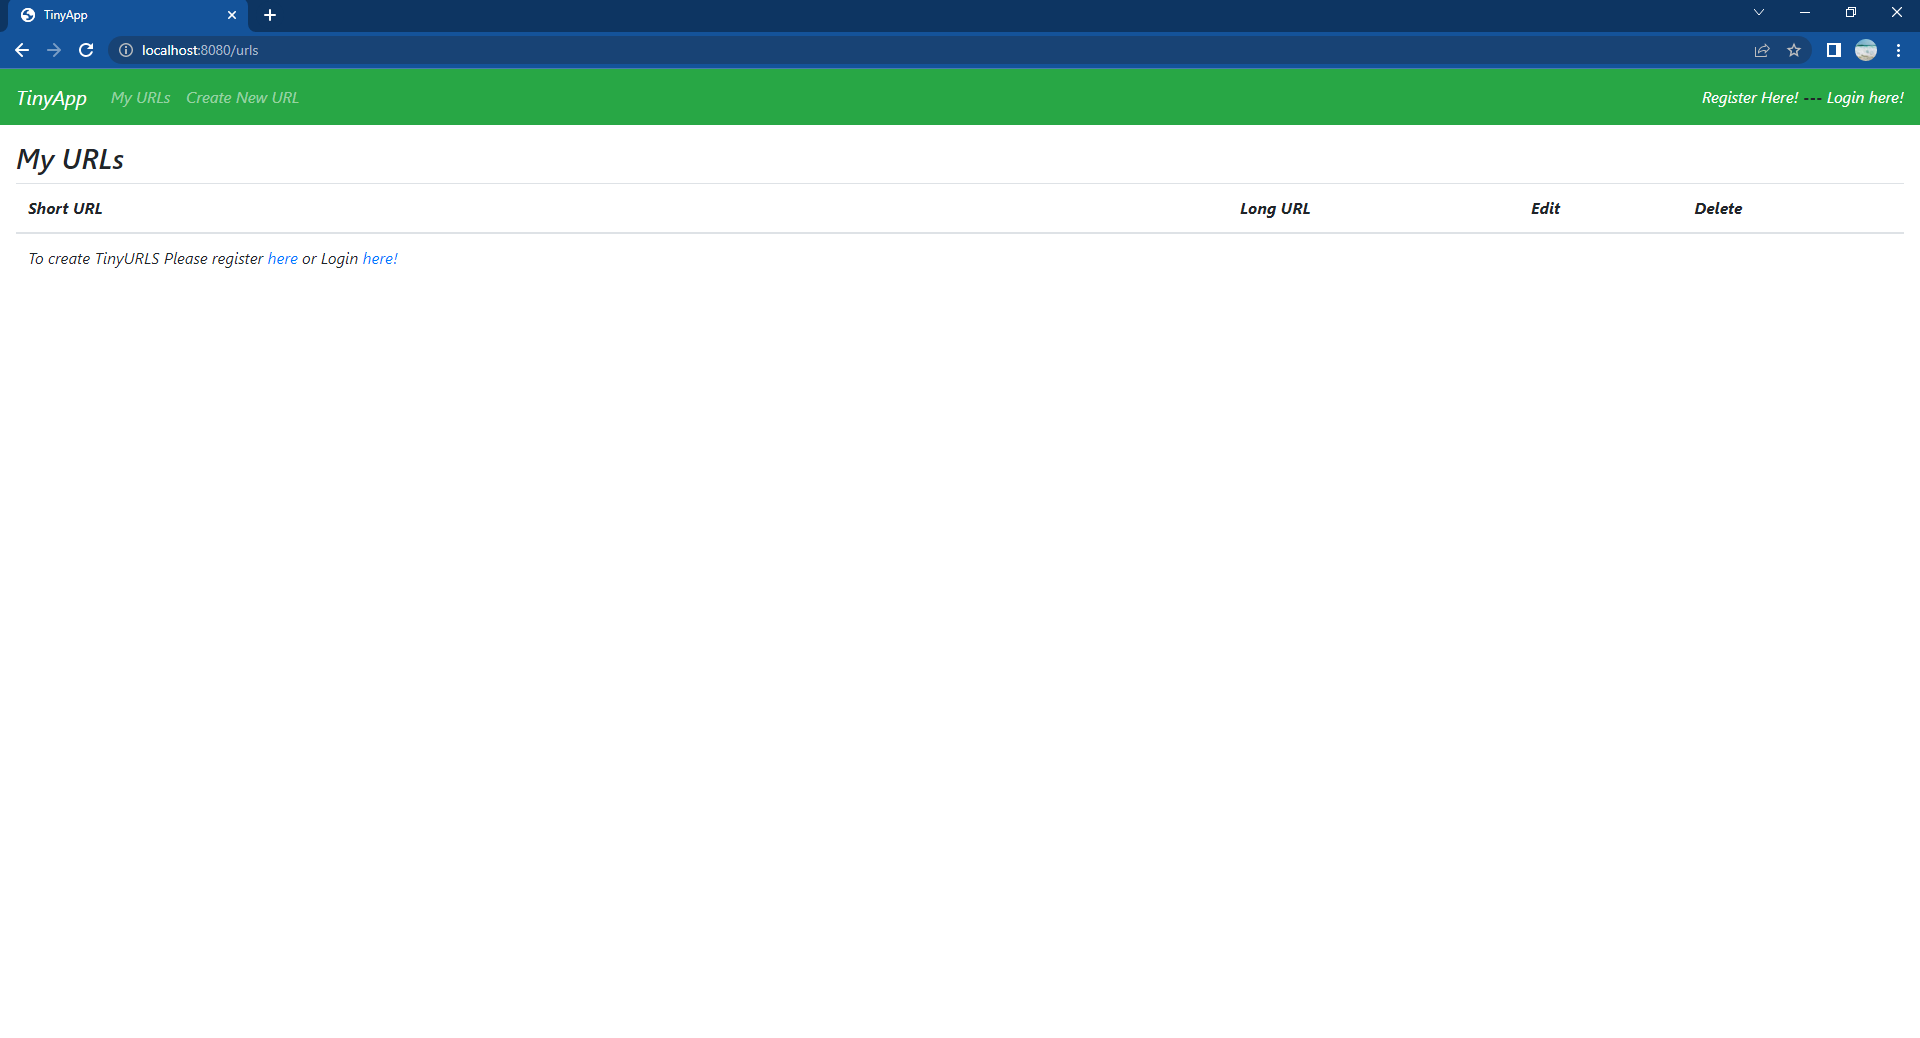 TinyApp
localhost:8080/urls
TinyApp My URLs Create New URL Register Here! --- Login here!
My URLs
Short URL Long URL Edit Delete
To create TinyURLS Please register here or Login here!